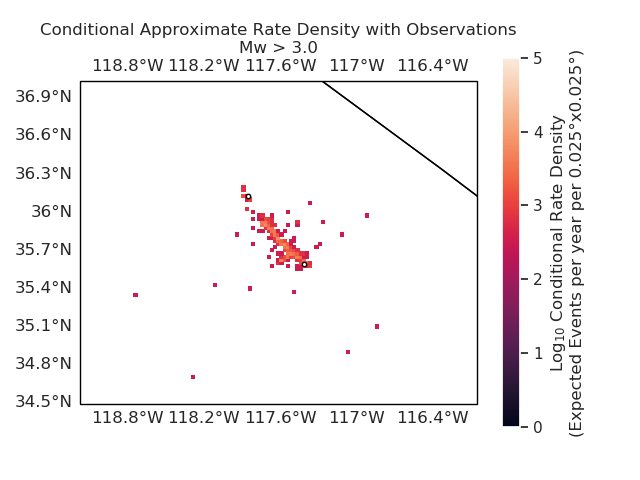 Conditional Approximate Rate Density with Observations
Mw > 3.0
118.8°W 118.2°W 117.6°W 117°W 116.4°W
36.9°N
36.6°N
36.3°N
36°N
35.7°N
35.4°N
35.1°N
34.8°N
34.5°N
118.8°W 118.2°W 117.6°W 117°W 116.4°W
5
4
3
2
1
0
Log₁₀ Conditional Rate Density
(Expected Events per year per 0.025°x0.025°)